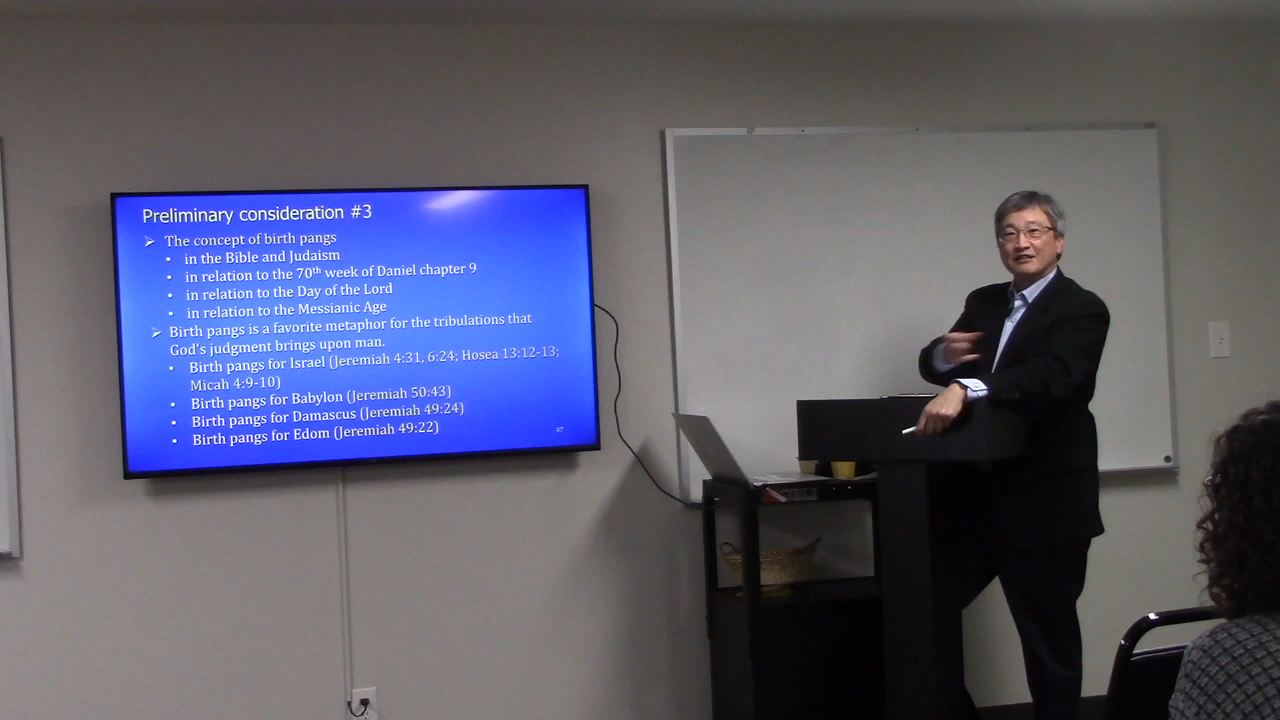 Preliminary consideration #3
➢ The concept of birth pangs
• in the Bible and Judaism
• in relation to the 70th week of Daniel chapter 9
• in relation to the Day of the Lord
• in relation to the Messianic Age
➢ Birth pangs is a favorite metaphor for the tribulations that
God's judgment brings upon man.
• Birth pangs for Israel (Jeremiah 4:31, 6:24; Hosea 13:12-13;
Micah 4:9-10)
• Birth pangs for Babylon (Jeremiah 50:43)
• Birth pangs for Damascus (Jeremiah 49:24)
• Birth pangs for Edom (Jeremiah 49:22)